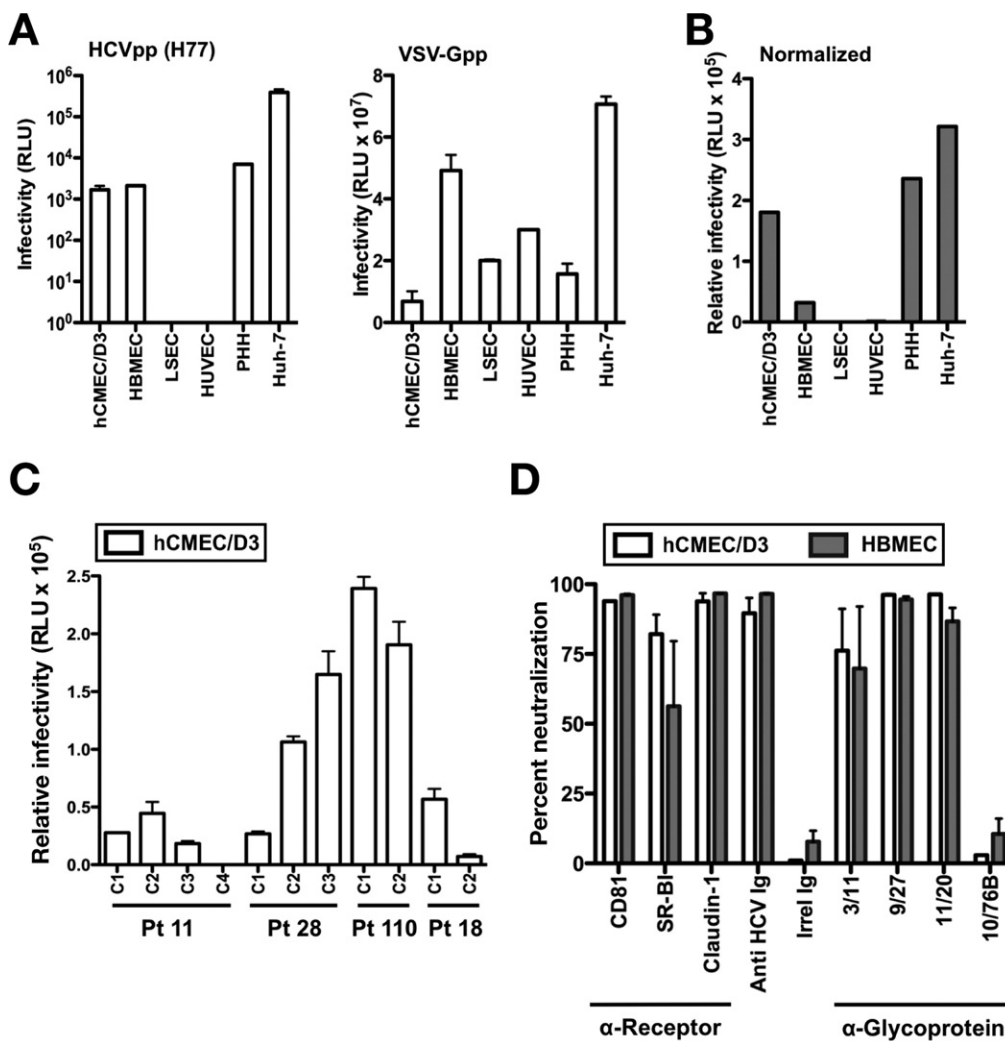 A
HCVpp (H77)
Infectivity (RLU)
10⁶
10⁵
10⁴
10³
10²
10¹
10⁰
hCMEC/D3
HBMEC
LSEC
HUVEC
PHH
Huh-7
VSV-Gpp
Infectivity (RLU x 10⁷)
8
6
4
2
0
hCMEC/D3
HBMEC
LSEC
HUVEC
PHH
Huh-7
B
Normalized
Relative infectivity (RLU x 10⁵)
4
3
2
1
0
hCMEC/D3
HBMEC
LSEC
HUVEC
PHH
Huh-7
C
hCMEC/D3
Relative infectivity (RLU x 10⁵)
2.5
2.0
1.5
1.0
0.5
0.0
C1
C2
C3
C4
C1
C2
C3
C1
C2
C1
C2
Pt 11
Pt 28
Pt 110
Pt 18
D
hCMEC/D3
HBMEC
Percent neutralization
100
75
50
25
0
CD81
SR-BI
Claudin-1
Anti HCV Ig
Irrel Ig
3/11
9/27
11/20
10/76B
α-Receptor
α-Glycoprotein